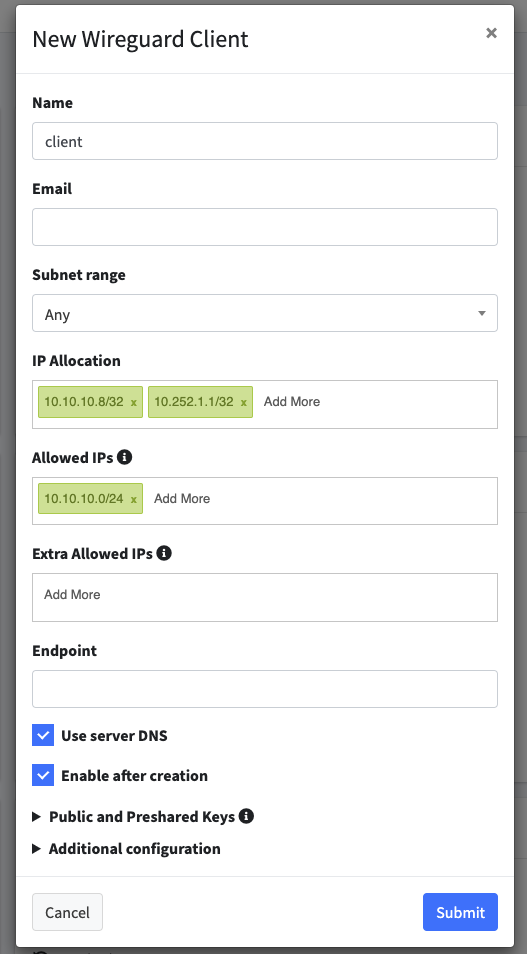 New Wireguard Client
×
Name
client
Email
Subnet range
Any
IP Allocation
10.10.10.8/32 x 10.252.1.1/32 x Add More
Allowed IPs
10.10.10.0/24 x Add More
Extra Allowed IPs
Add More
Endpoint
Use server DNS
Enable after creation
Public and Preshared Keys
Additional configuration
Cancel Submit